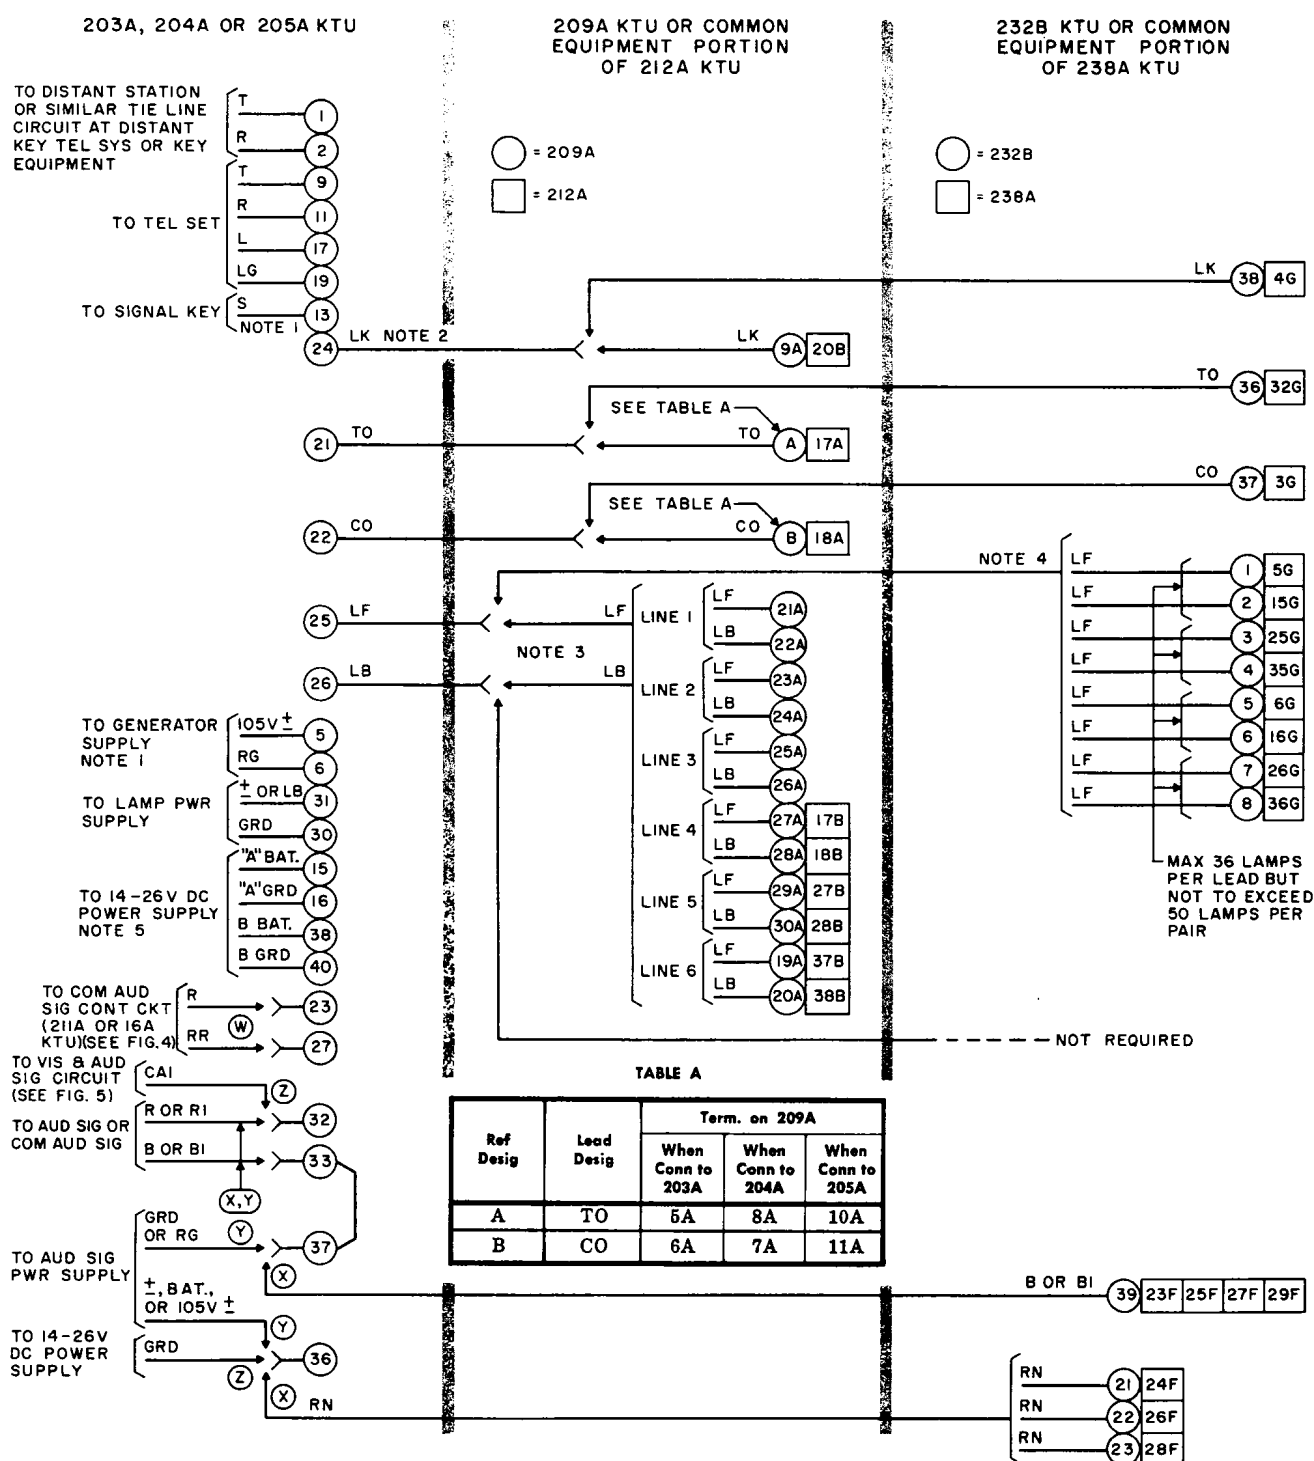 203A, 204A OR 205A KTU
209A KTU OR COMMON
EQUIPMENT PORTION
OF 212A KTU
232B KTU OR COMMON
EQUIPMENT PORTION
OF 238A KTU
TO DISTANT STATION
OR SIMILAR TIE LINE
CIRCUIT AT DISTANT
KEY TEL SYS OR KEY
EQUIPMENT
T 1
R 2
○ = 209A
□ = 212A
○ = 232B
□ = 238A
TO TEL SET
T 9
R 11
L 17
LG 19
TO SIGNAL KEY
S 13
NOTE 1
LK 38 4G
24 LK NOTE 2
LK 9A 20B
TO 36 32G
SEE TABLE A
21 TO
TO A 17A
CO 37 3G
SEE TABLE A
22 CO
CO B 18A
NOTE 4
LF 1 5G
LF 2 15G
LF 3 25G
LF 4 35G
LF 5 6G
LF 6 16G
LF 7 26G
LF 8 36G
MAX 36 LAMPS
PER LEAD BUT
NOT TO EXCEED
50 LAMPS PER
PAIR
25 LF
LF
NOTE 3
26 LB
LB
LINE 1
LF 21A
LB 22A
LINE 2
LF 23A
LB 24A
LINE 3
LF 25A
LB 26A
LINE 4
LF 27A 17B
LB 28A 18B
LINE 5
LF 29A 27B
LB 30A 28B
LINE 6
LF 19A 37B
LB 20A 38B
NOT REQUIRED
TO GENERATOR
SUPPLY
NOTE 1
105V ± 5
RG 6
TO LAMP PWR
SUPPLY
± OR LB 31
GRD 30
TO 14-26V DC
POWER SUPPLY
NOTE 5
"A" BAT. 15
"A" GRD 16
B BAT. 38
B GRD 40
TO COM AUD
SIG CONT CKT
(211A OR 16A
KTU)(SEE FIG. 4)
R 23
W
RR 27
TO VIS & AUD
SIG CIRCUIT
(SEE FIG. 5)
CA1
Z
TO AUD SIG OR
COM AUD SIG
R OR R1 32
B OR B1 33
X, Y
TO AUD SIG
PWR SUPPLY
GRD
OR RG
Y
37
X
±, BAT.,
OR 105V ±
Y
TO 14-26V
DC POWER
SUPPLY
GRD
36
Z
X
RN
TABLE A
Ref Desig
Lead Desig
Term. on 209A
When Conn to 203A
When Conn to 204A
When Conn to 205A
A TO 5A 8A 10A
B CO 6A 7A 11A
B OR B1 39 23F 25F 27F 29F
RN 21 24F
RN 22 26F
RN 23 28F